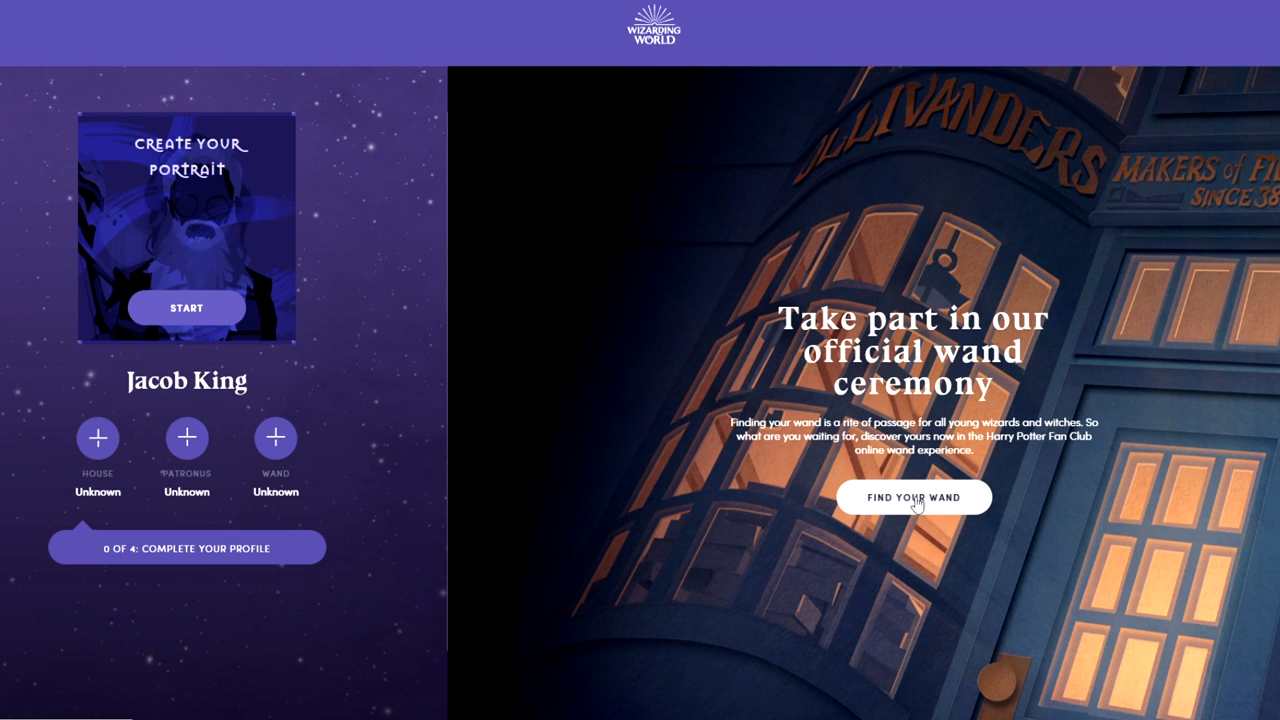 WIZARDING
WORLD
CREATE YOUR
PORTRAIT
START
Jacob King
HOUSE
PATRONUS
WAND
Unknown
Unknown
Unknown
0 OF 4: COMPLETE YOUR PROFILE
OLLIVANDERS
MAKERS of
SINCE 38
Take part in our
official wand
ceremony
Finding your wand is a rite of passage for all young wizards and witches. So
what are you waiting for, discover yours now in the Harry Potter Fan Club
online wand experience.
FIND YOUR WAND